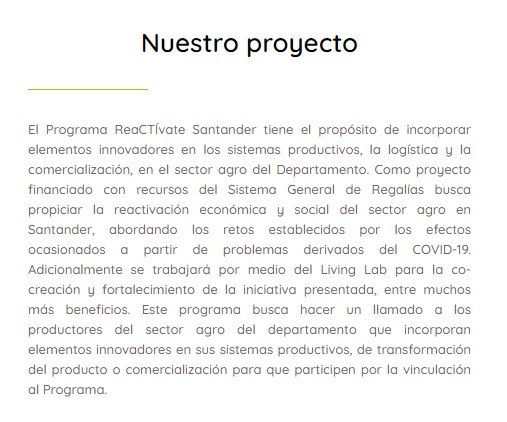 Nuestro proyecto
El Programa ReaCTÍvate Santander tiene el propósito de incorporar
elementos innovadores en los sistemas productivos, la logística y la
comercialización, en el sector agro del Departamento. Como proyecto
financiado con recursos del Sistema General de Regalías busca
propiciar la reactivación económica y social del sector agro en
Santander, abordando los retos establecidos por los efectos
ocasionados a partir de problemas derivados del COVID-19.
Adicionalmente se trabajará por medio del Living Lab para la co-
creación y fortalecimiento de la iniciativa presentada, entre muchos
más beneficios. Este programa busca hacer un llamado a los
productores del sector agro del departamento que incorporan
elementos innovadores en sus sistemas productivos, de transformación
del producto o comercialización para que participen por la vinculación
al Programa.